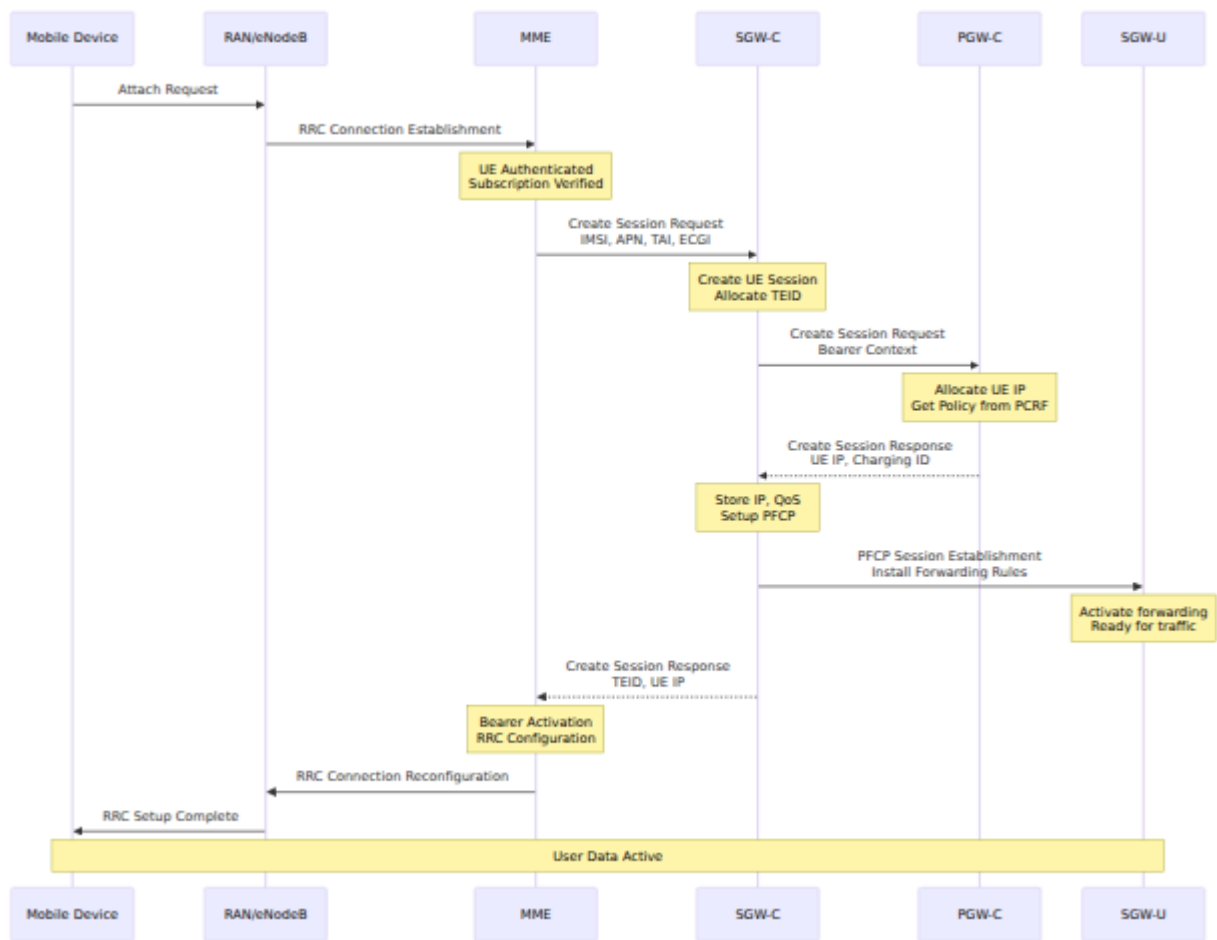 Mobile Device
RAN/eNodeB
MME
SGW-C
PGW-C
SGW-U
Attach Request
RRC Connection Establishment
UE Authenticated
Subscription Verified
Create Session Request
IMSI, APN, TAI, ECGI
Create UE Session
Allocate TEID
Create Session Request
Bearer Context
Allocate UE IP
Get Policy from PCRF
Create Session Response
UE IP, Charging ID
Store IP, QoS
Setup PFCP
PFCP Session Establishment
Install Forwarding Rules
Activate forwarding
Ready for traffic
Create Session Response
TEID, UE IP
Bearer Activation
RRC Configuration
RRC Connection Reconfiguration
RRC Setup Complete
User Data Active
Mobile Device
RAN/eNodeB
MME
SGW-C
PGW-C
SGW-U